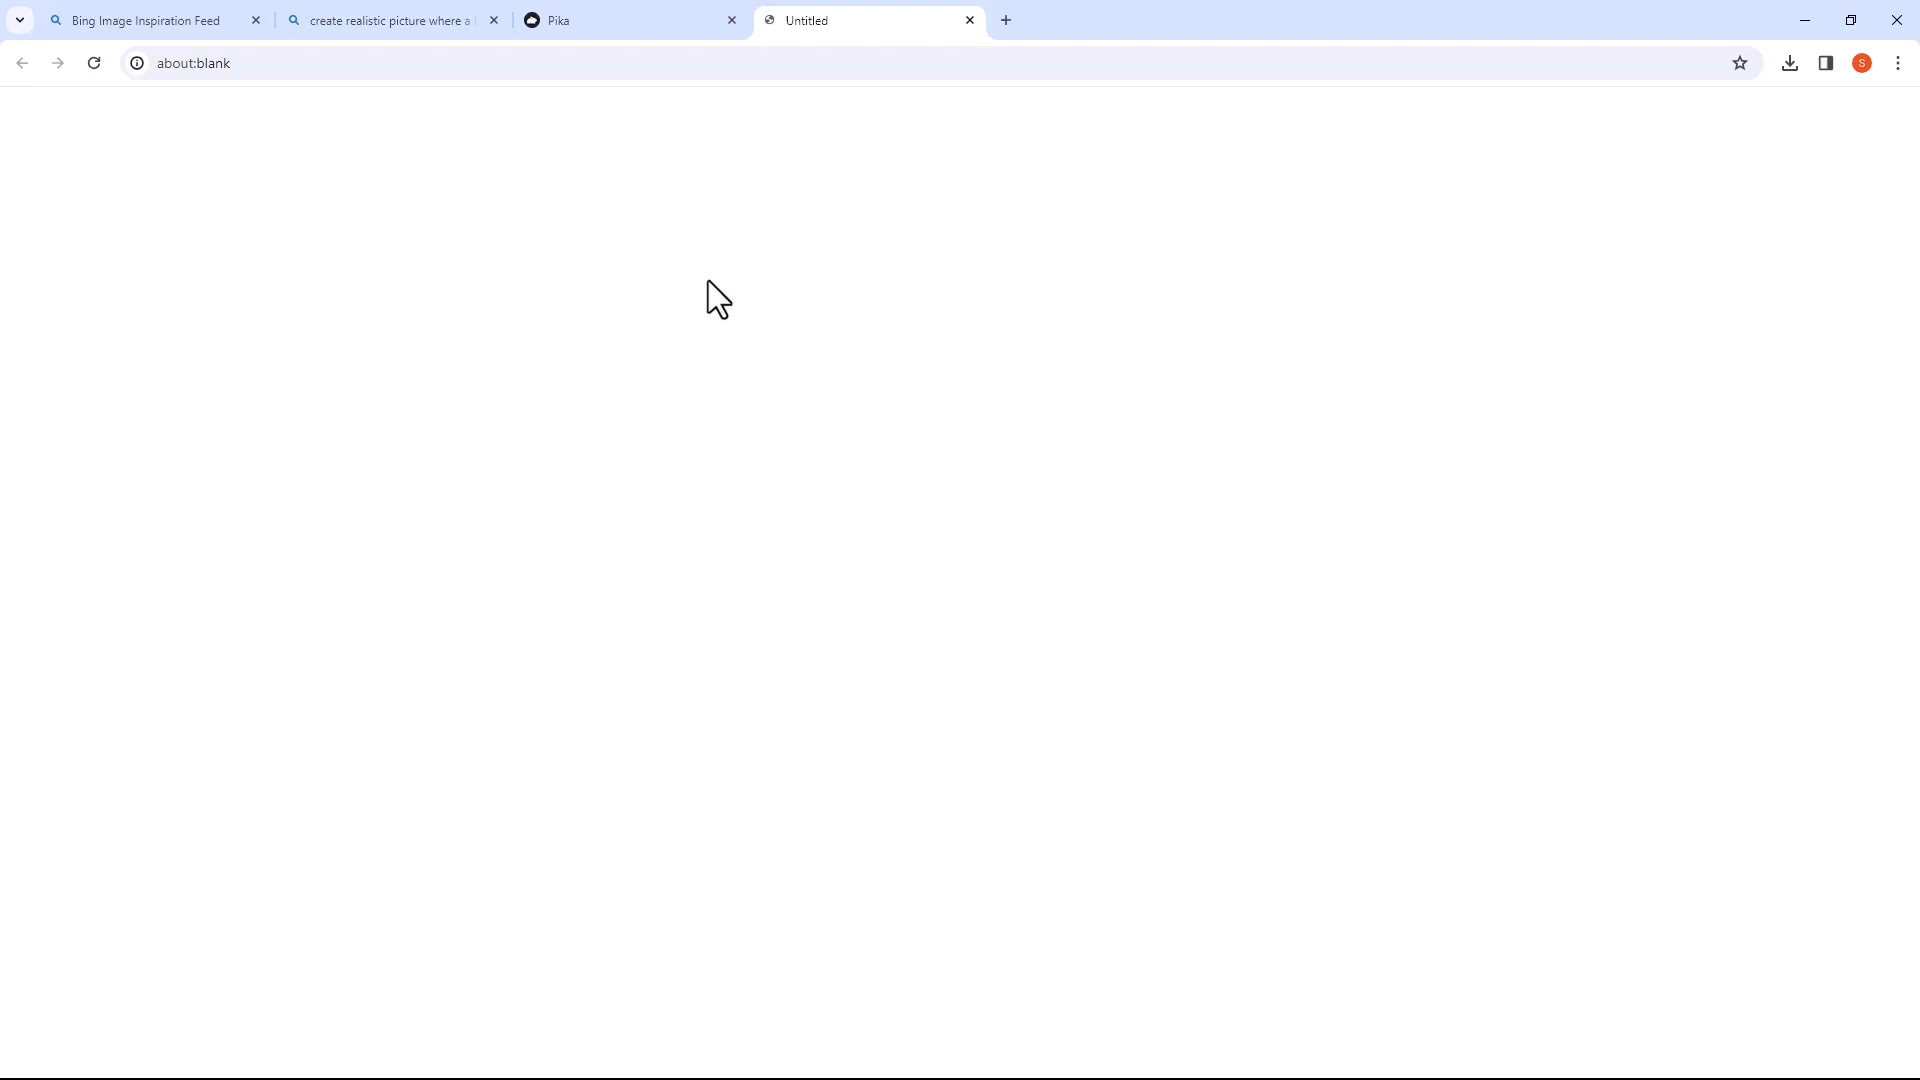 Bing Image Inspiration Feed
create realistic picture where a
Pika
Untitled
about:blank
S